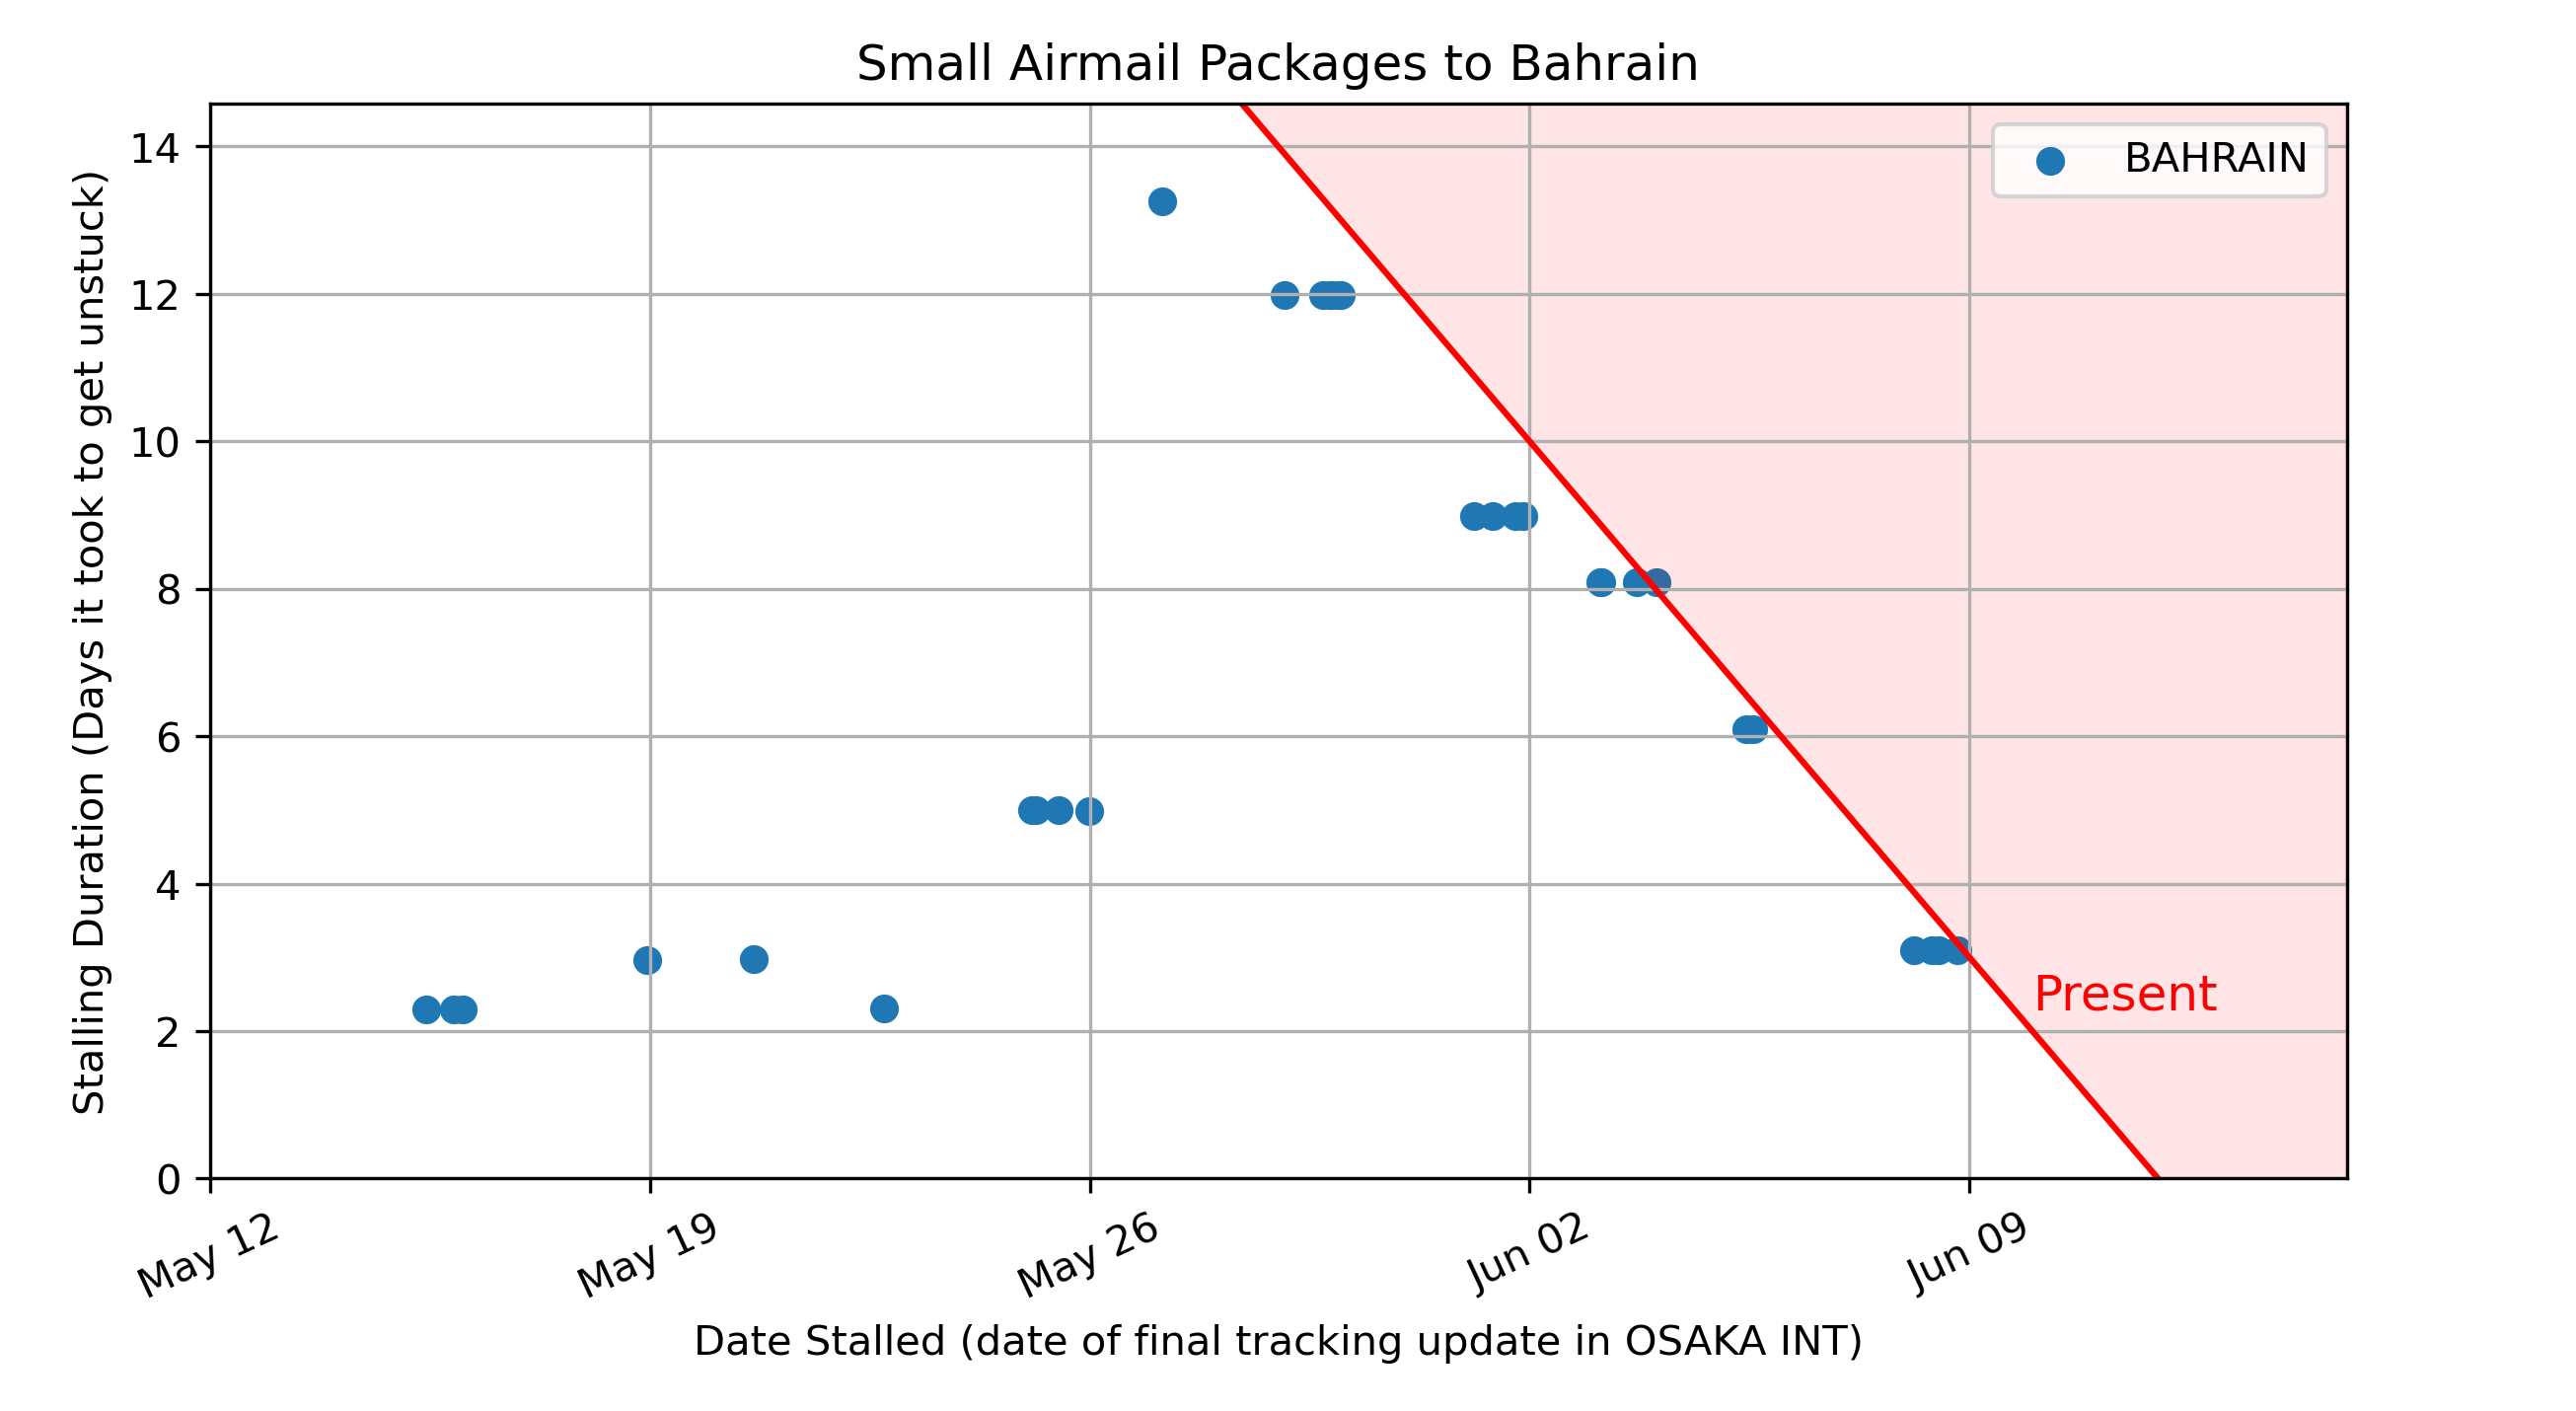 Small Airmail Packages to Bahrain
BAHRAIN
Stalling Duration (Days it took to get unstuck)
14
12
10
8
6
4
2
0
Present
May 12
May 19
May 26
Jun 02
Jun 09
Date Stalled (date of final tracking update in OSAKA INT)